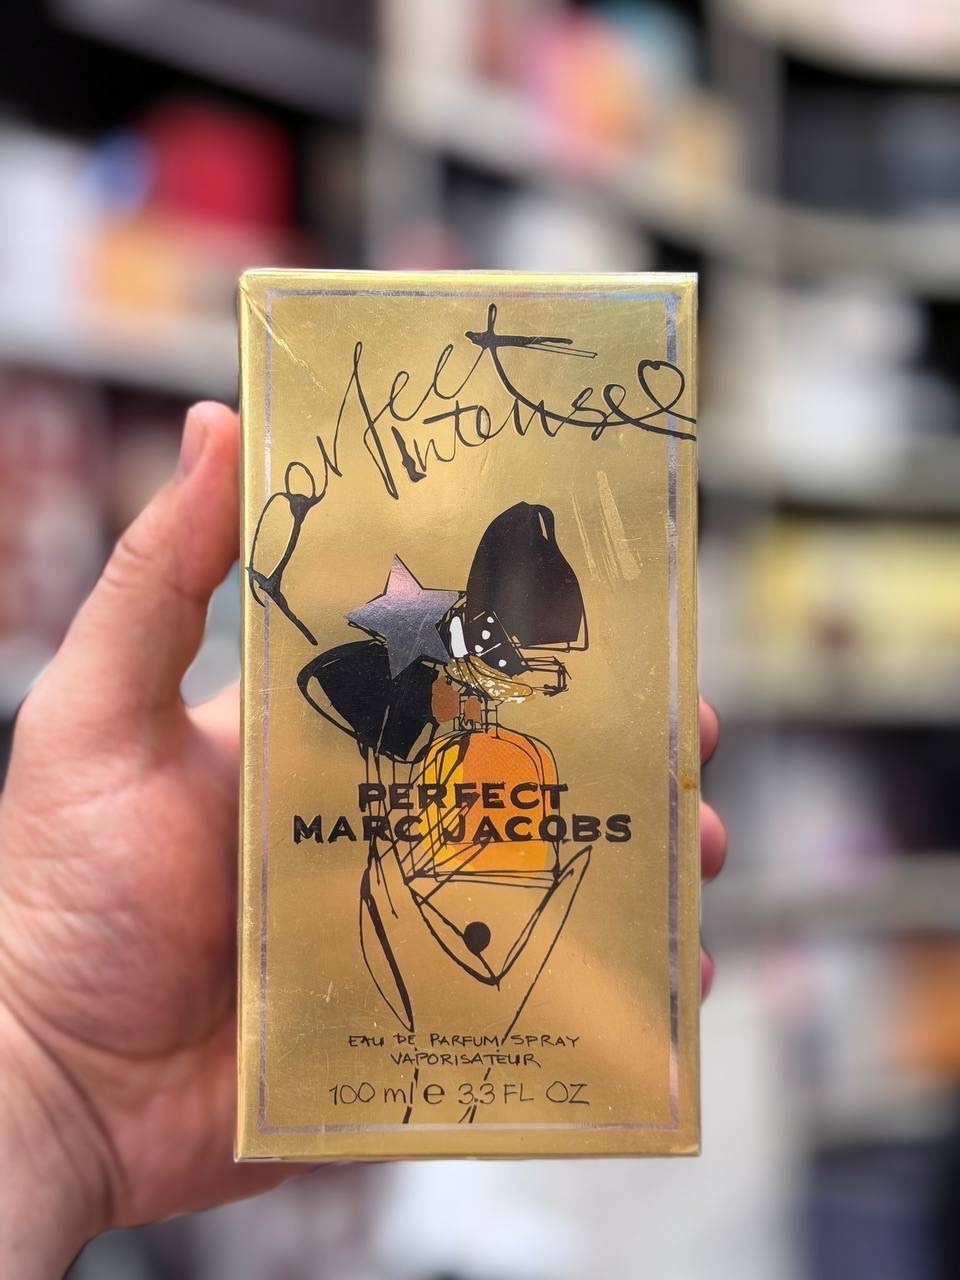 perfect
intense
PERFECT
MARC JACOBS
EAU DE PARFUM SPRAY
VAPORISATEUR
100 ml e 3.3 FL OZ